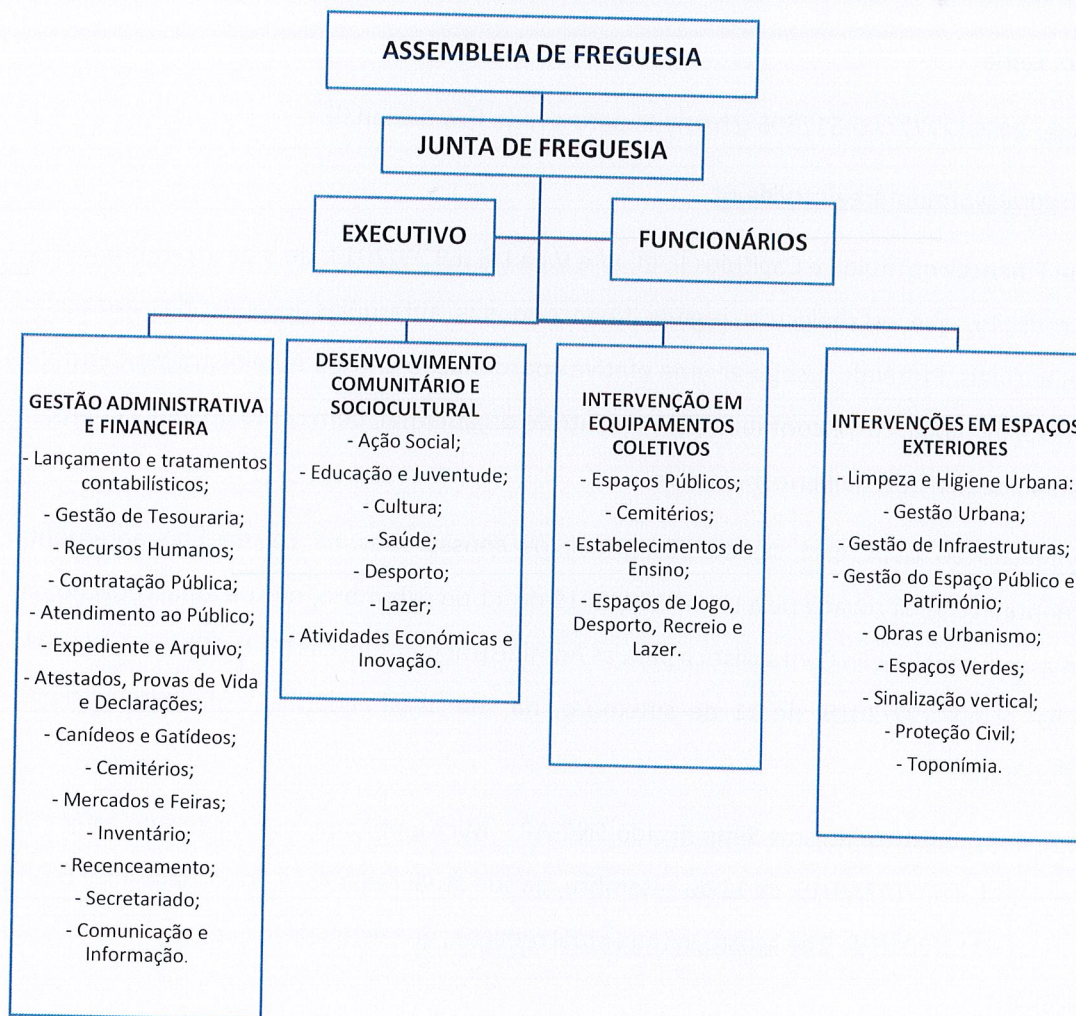 ASSEMBLEIA DE FREGUESIA
JUNTA DE FREGUESIA
EXECUTIVO
FUNCIONÁRIOS
GESTÃO ADMINISTRATIVA
E FINANCEIRA
- Lançamento e tratamentos
contabilísticos;
- Gestão de Tesouraria;
- Recursos Humanos;
- Contratação Pública;
- Atendimento ao Público;
- Expediente e Arquivo;
- Atestados, Provas de Vida
e Declarações;
- Canídeos e Gatídeos;
- Cemitérios;
- Mercados e Feiras;
- Inventário;
- Recenceamento;
- Secretariado;
- Comunicação e
Informação.
DESENVOLVIMENTO
COMUNITÁRIO E
SOCIOCULTURAL
- Ação Social;
- Educação e Juventude;
- Cultura;
- Saúde;
- Desporto;
- Lazer;
- Atividades Económicas e
Inovação.
INTERVENÇÃO EM
EQUIPAMENTOS
COLETIVOS
- Espaços Públicos;
- Cemitérios;
- Estabelecimentos de
Ensino;
- Espaços de Jogo,
Desporto, Recreio e
Lazer.
INTERVENÇÕES EM ESPAÇOS
EXTERIORES
- Limpeza e Higiene Urbana:
- Gestão Urbana;
- Gestão de Infraestruturas;
- Gestão do Espaço Público e
Património;
- Obras e Urbanismo;
- Espaços Verdes;
- Sinalização vertical;
- Proteção Civil;
- Toponímia.